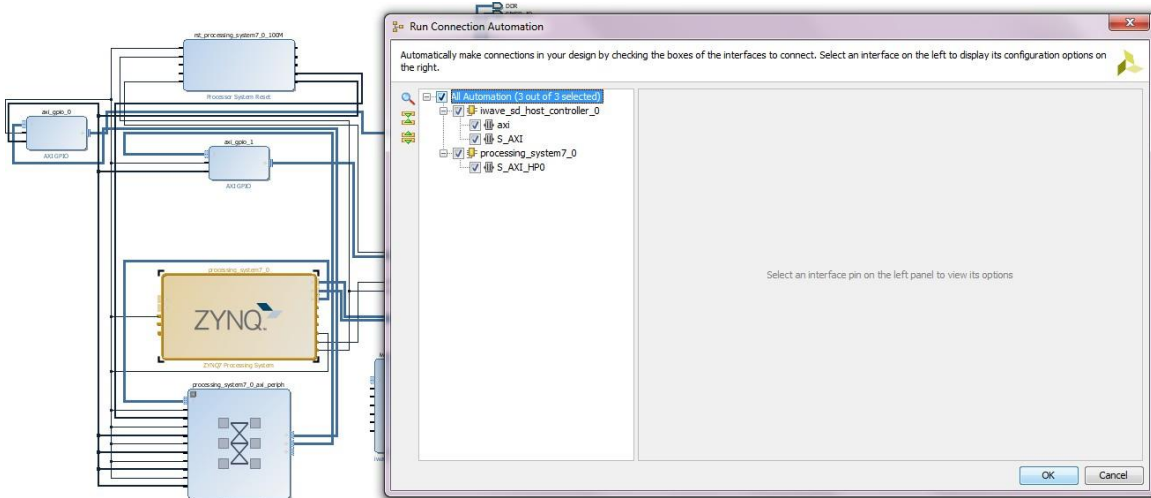 DDR
rst_processing_system7_0_100M
Processor System Reset
axi_gpio_0
AXI GPIO
axi_gpio_1
AXI GPIO
processing_system7_0
ZYNQ
ZYNQ7 Processing System
processing_system7_0_axi_periph
Run Connection Automation
Automatically make connections in your design by checking the boxes of the interfaces to connect. Select an interface on the left to display its configuration options on
the right.
All Automation (3 out of 3 selected)
iwave_sd_host_controller_0
axi
S_AXI
processing_system7_0
S_AXI_HP0
Select an interface pin on the left panel to view its options
OK
Cancel